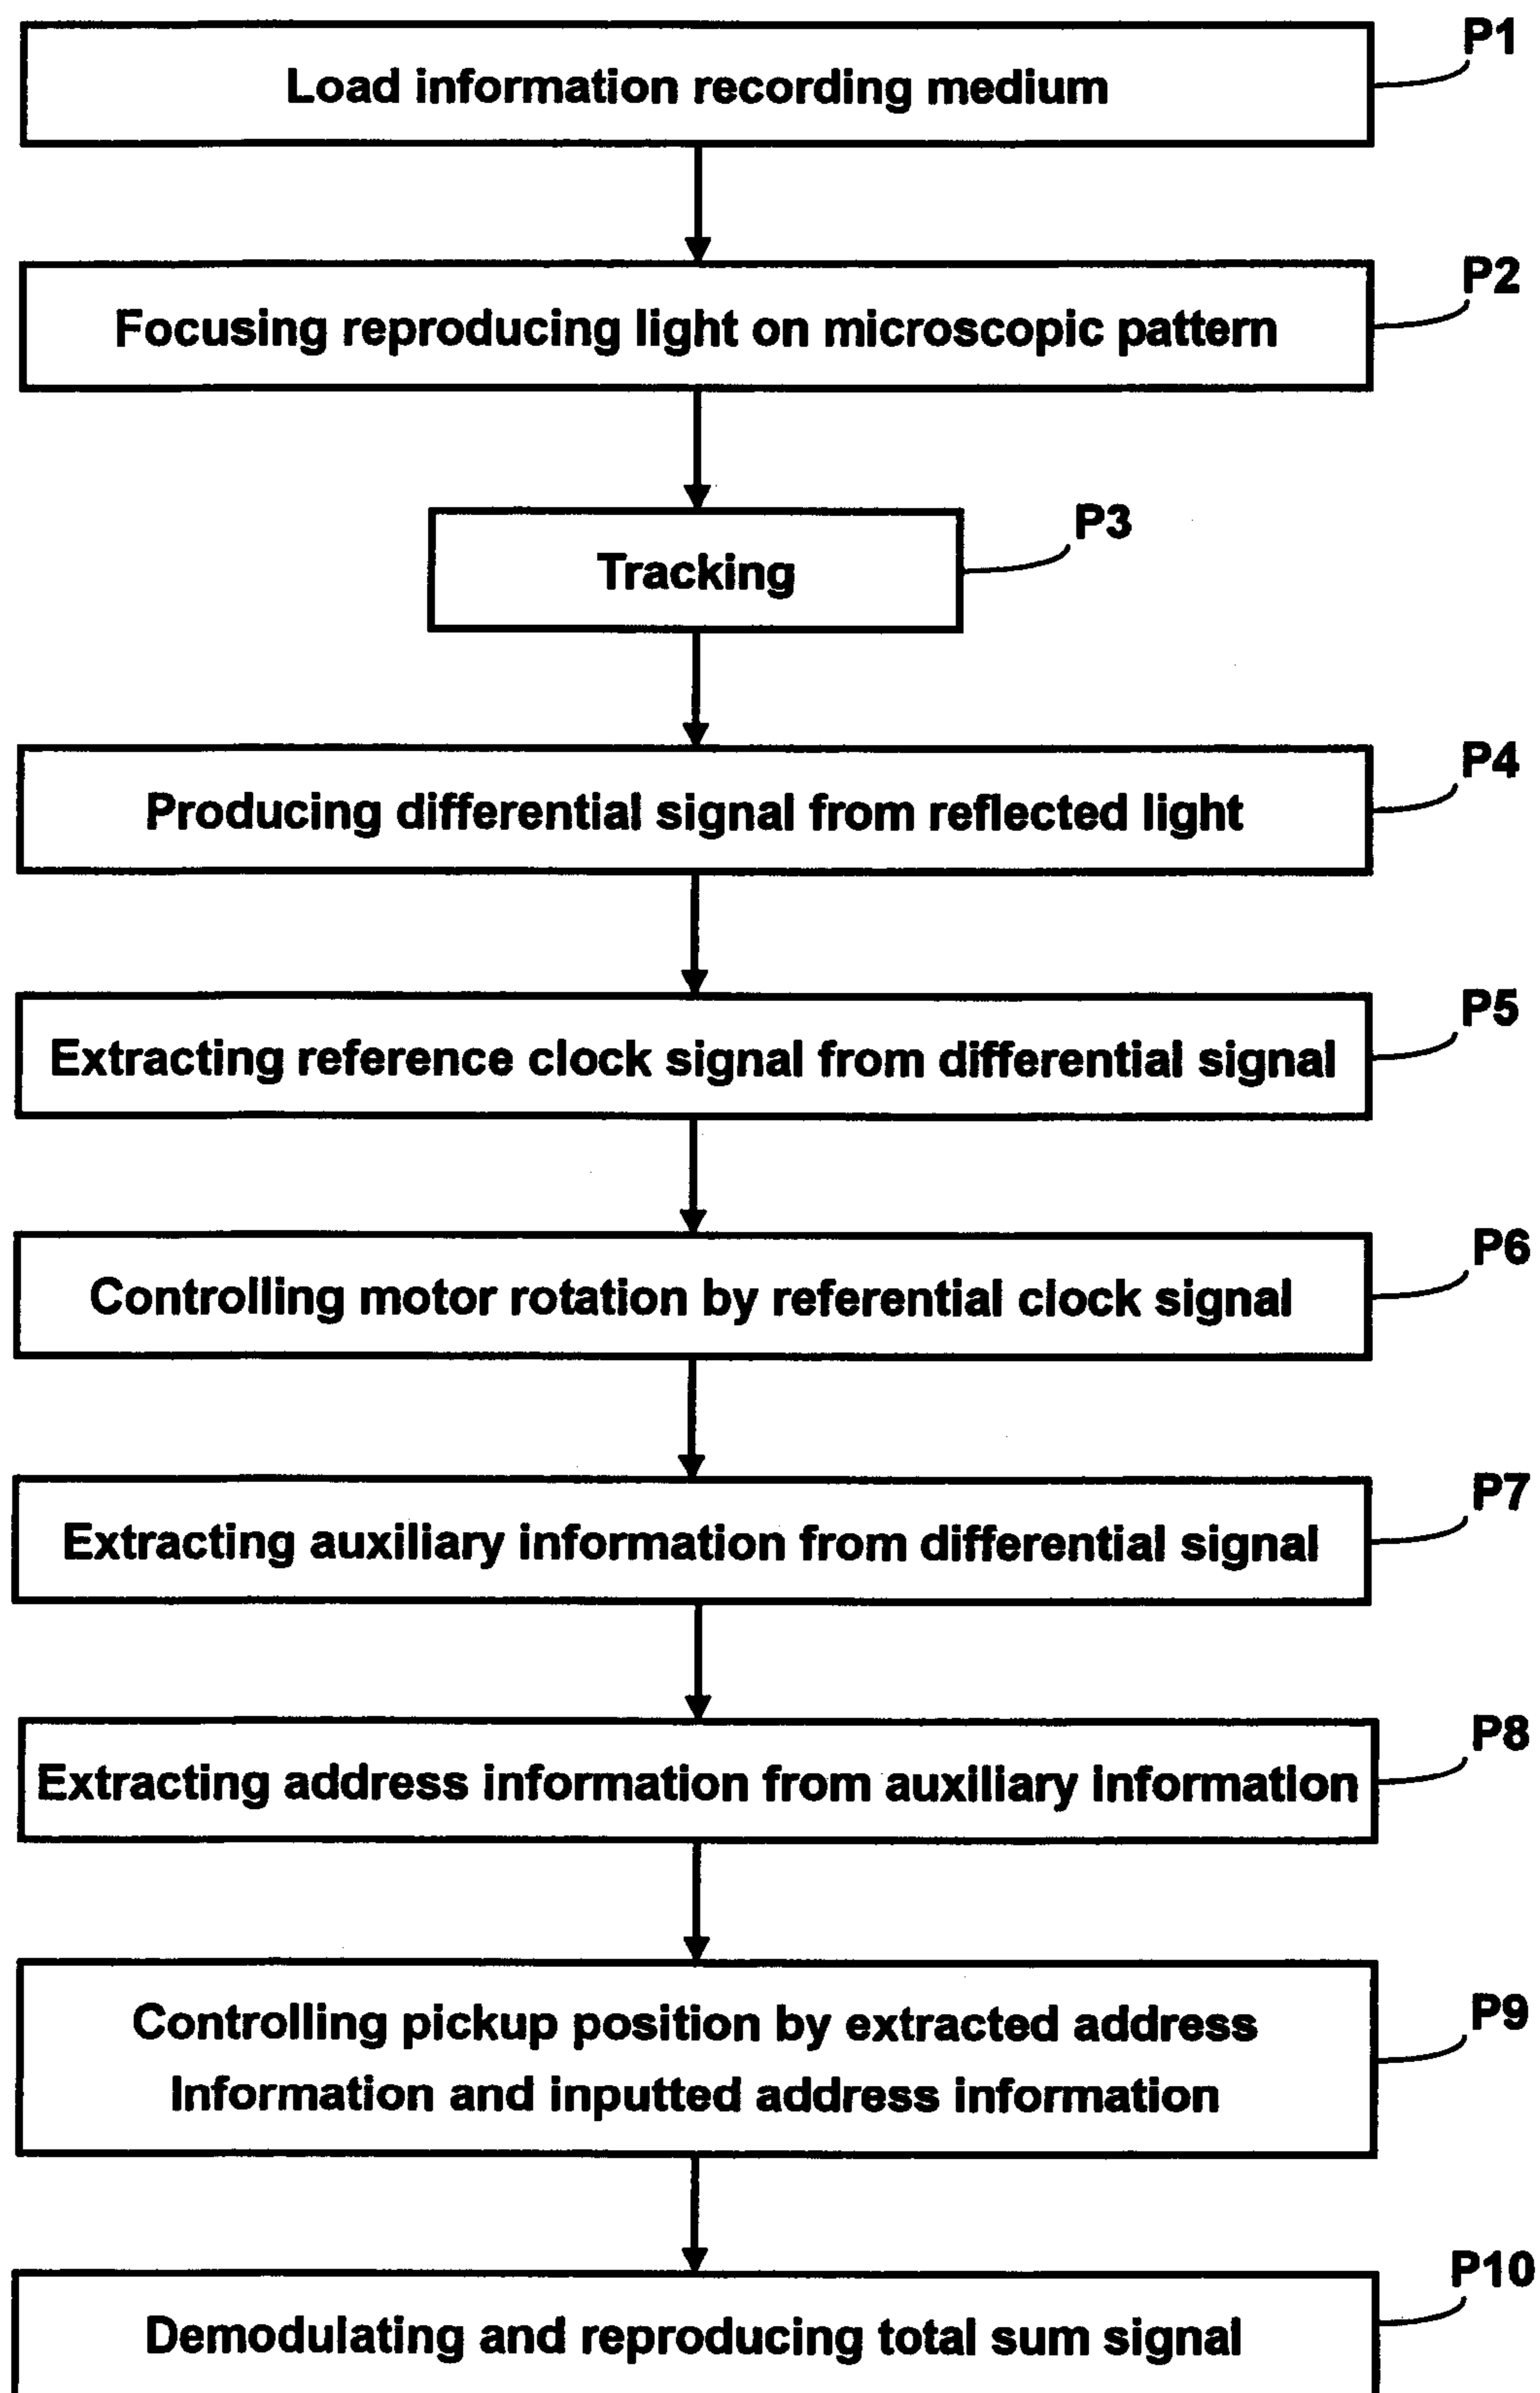 P1
Load information recording medium
P2
Focusing reproducing light on microscopic pattern
P3
Tracking
P4
Producing differential signal from reflected light
P5
Extracting reference clock signal from differential signal
P6
Controlling motor rotation by referential clock signal
P7
Extracting auxiliary information from differential signal
P8
Extracting address information from auxiliary information
P9
Controlling pickup position by extracted address
Information and inputted address information
P10
Demodulating and reproducing total sum signal